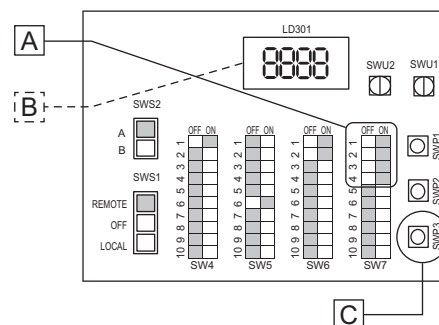 A
LD301
8888
SWU2 SWU1
B
SWS2
A
B
OFF ON OFF ON OFF ON OFF ON
1 2 3 4 5 6 7 8 9 10
1 2 3 4 5 6 7 8 9 10
1 2 3 4 5 6 7 8 9 10
1 2 3 4 5 6 7 8 9 10
SWP1
SWP2
SWP3
SWS1
REMOTE
OFF
LOCAL
SW4 SW5 SW6 SW7
C